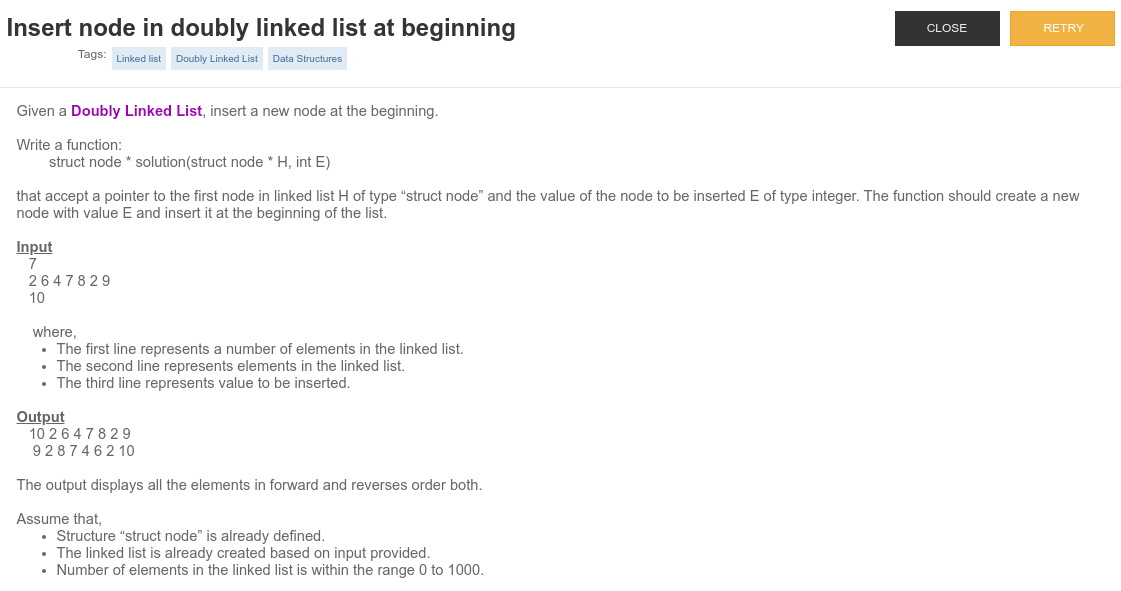 Insert node in doubly linked list at beginning
CLOSE
RETRY
Tags: Linked list Doubly Linked List Data Structures
Given a Doubly Linked List, insert a new node at the beginning.
Write a function:
struct node * solution(struct node * H, int E)
that accept a pointer to the first node in linked list H of type “struct node” and the value of the node to be inserted E of type integer. The function should create a new
node with value E and insert it at the beginning of the list.
Input
7
2 6 4 7 8 2 9
10
where,
• The first line represents a number of elements in the linked list.
• The second line represents elements in the linked list.
• The third line represents value to be inserted.
Output
10 2 6 4 7 8 2 9
9 2 8 7 4 6 2 10
The output displays all the elements in forward and reverses order both.
Assume that,
• Structure “struct node” is already defined.
• The linked list is already created based on input provided.
• Number of elements in the linked list is within the range 0 to 1000.